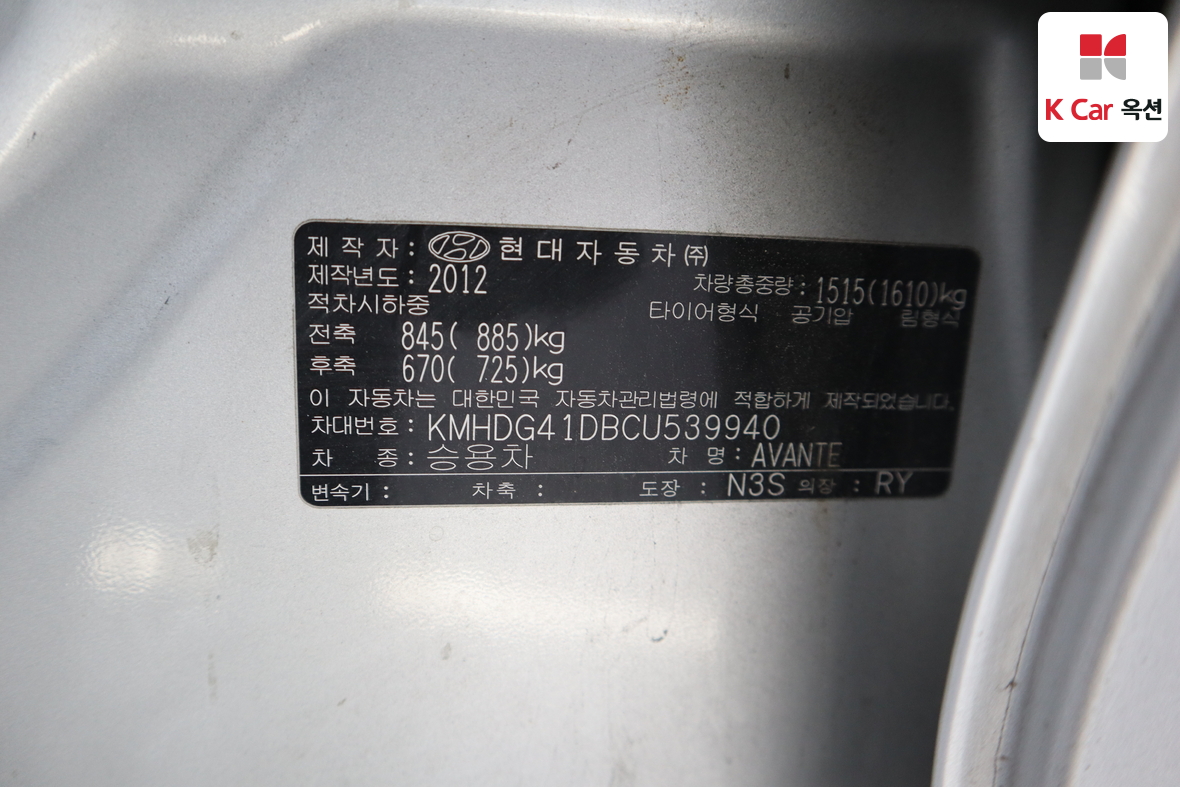 K Car 옥션
제 작 자 : 현대자동차(주)
제작년도 : 2012 차량총중량 : 1515(1610)kg
적차시하중 타이어형식 공기압 림형식
전축 845( 885)kg
후축 670( 725)kg
이 자동차는 대한민국 자동차관리법령에 적합하게 제작되었습니다.
차대번호 : KMHDG41DBCU539940
차 종 : 승용차 차 명 : AVANTE
변속기 : 차축 : 도장 : N3S 의장 : RY